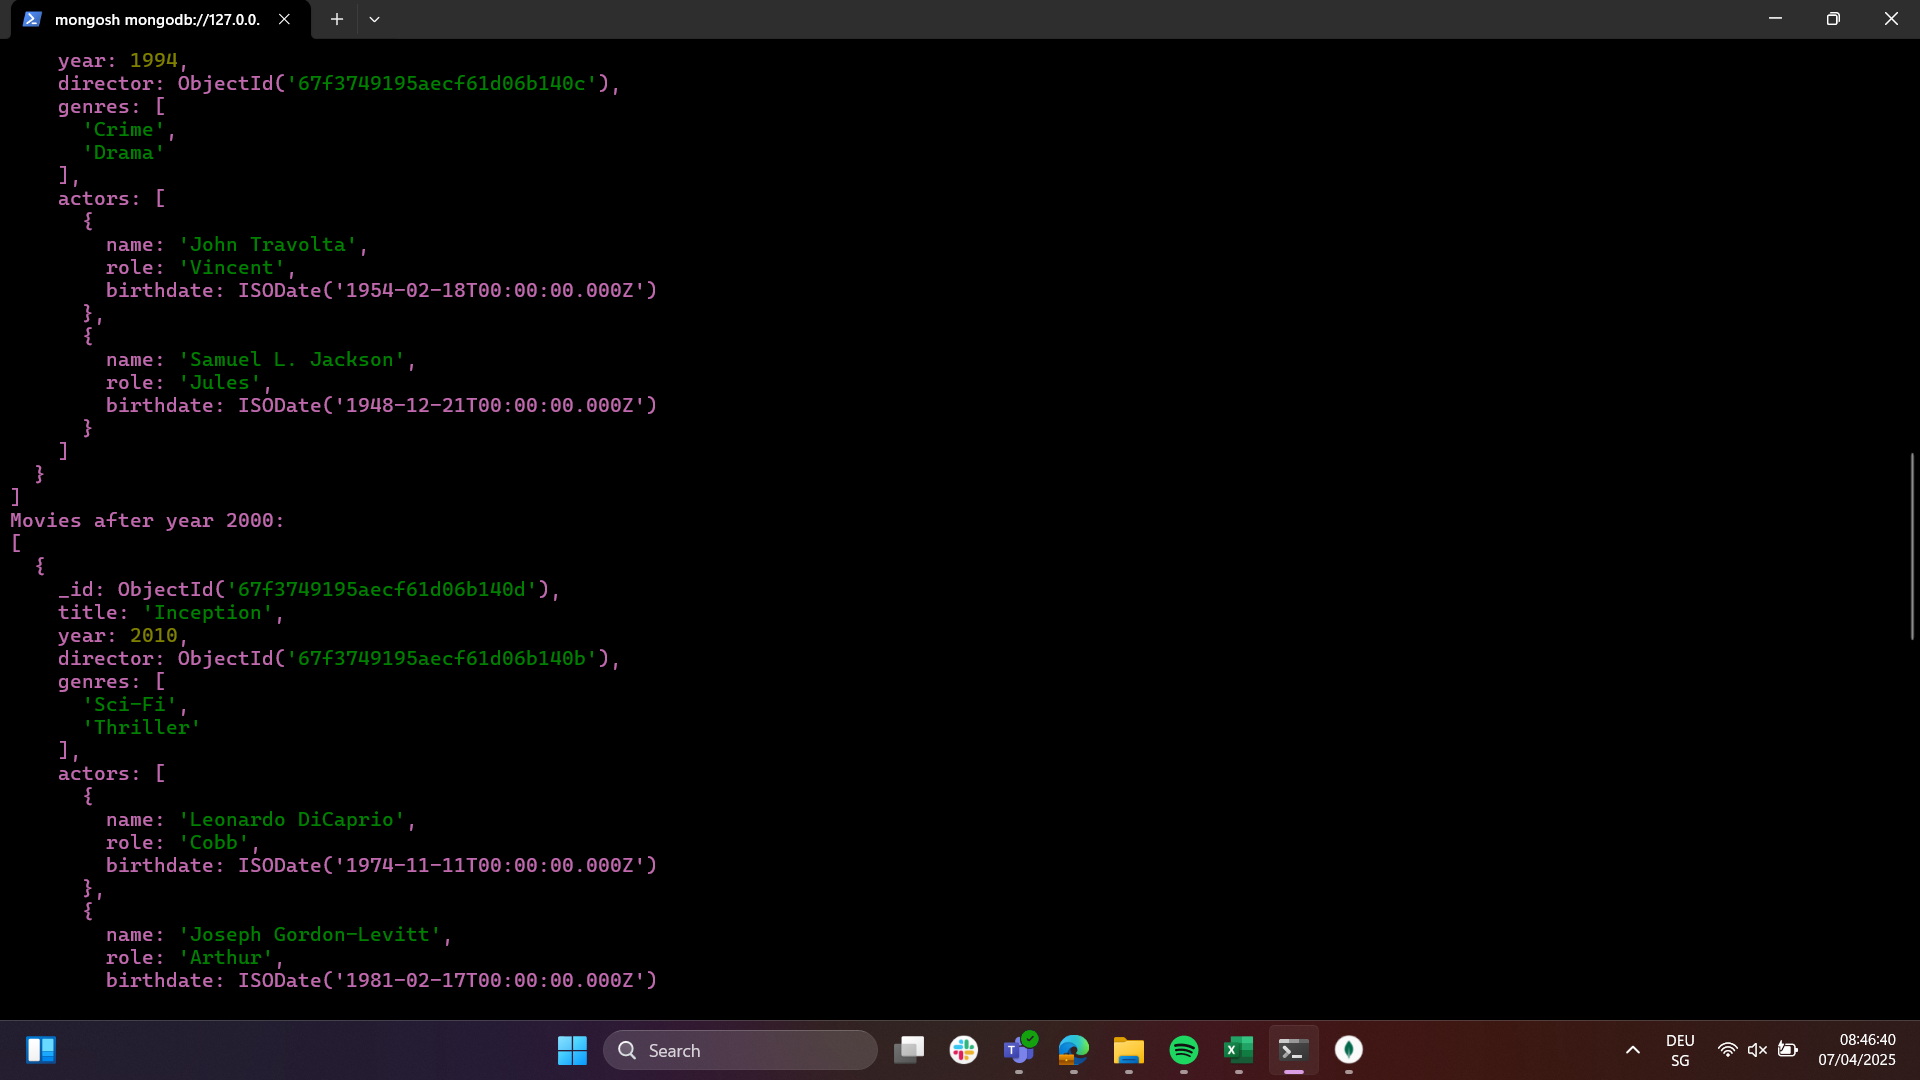 mongosh mongodb://127.0.0.
year: 1994,
director: ObjectId('67f3749195aecf61d06b140c'),
genres: [
'Crime',
'Drama'
],
actors: [
{
name: 'John Travolta',
role: 'Vincent',
birthdate: ISODate('1954-02-18T00:00:00.000Z')
},
{
name: 'Samuel L. Jackson',
role: 'Jules',
birthdate: ISODate('1948-12-21T00:00:00.000Z')
}
]
}
]
Movies after year 2000:
[
{
_id: ObjectId('67f3749195aecf61d06b140d'),
title: 'Inception',
year: 2010,
director: ObjectId('67f3749195aecf61d06b140b'),
genres: [
'Sci-Fi',
'Thriller'
],
actors: [
{
name: 'Leonardo DiCaprio',
role: 'Cobb',
birthdate: ISODate('1974-11-11T00:00:00.000Z')
},
{
name: 'Joseph Gordon-Levitt',
role: 'Arthur',
birthdate: ISODate('1981-02-17T00:00:00.000Z')
Search
DEU
SG
08:46:40
07/04/2025